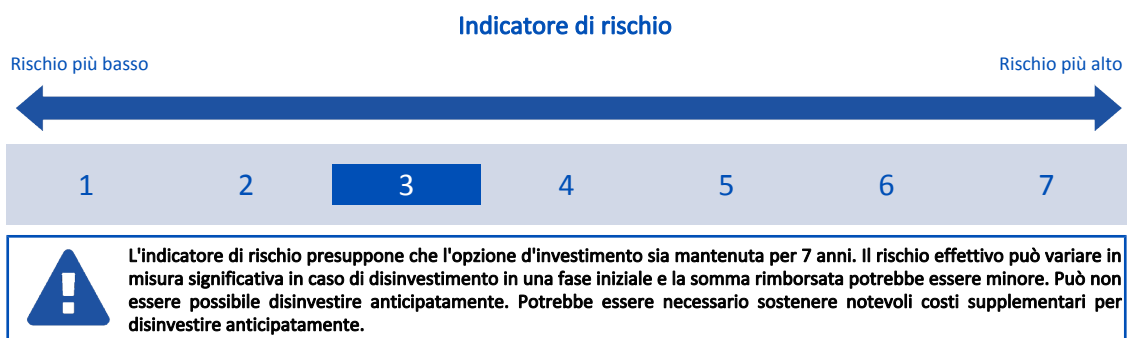 Indicatore di rischio
Rischio più basso
Rischio più alto
1 2 3 4 5 6 7
L'indicatore di rischio presuppone che l'opzione d'investimento sia mantenuta per 7 anni. Il rischio effettivo può variare in
misura significativa in caso di disinvestimento in una fase iniziale e la somma rimborsata potrebbe essere minore. Può non
essere possibile disinvestire anticipatamente. Potrebbe essere necessario sostenere notevoli costi supplementari per
disinvestire anticipatamente.